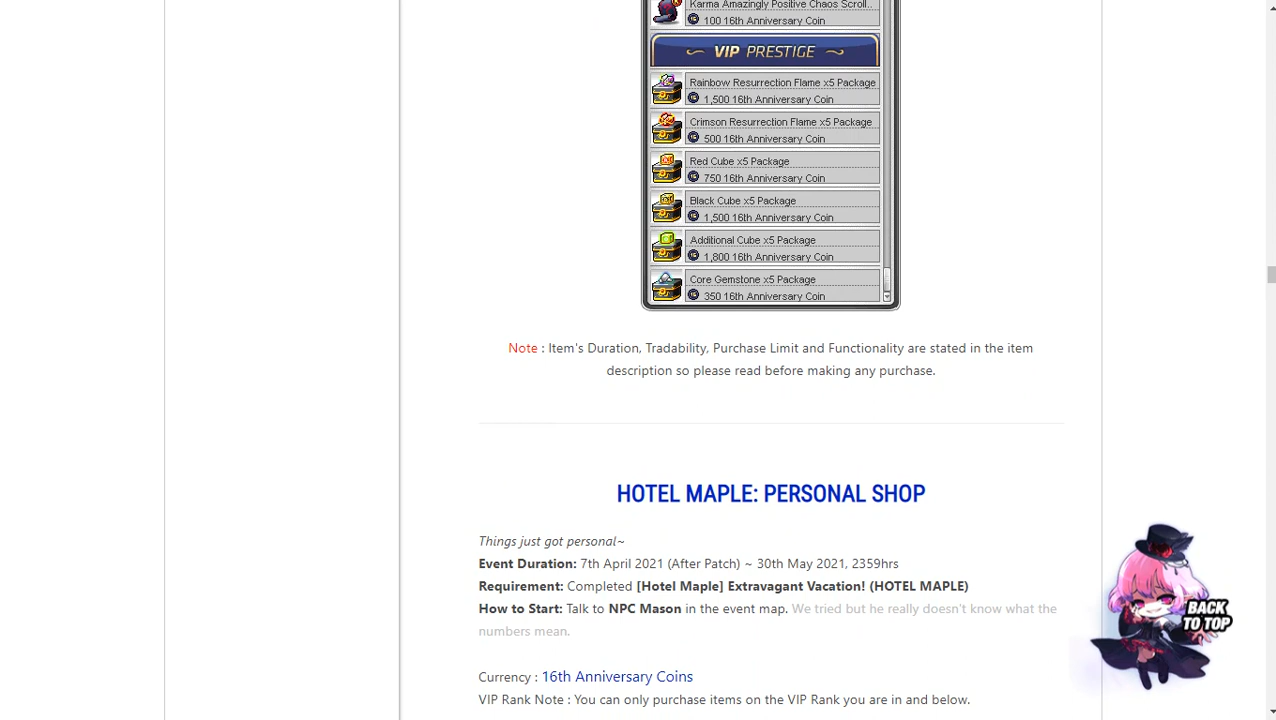 Karma Amazingly Positive Chaos Scroll..
100 16th Anniversary Coin
VIP PRESTIGE
Rainbow Resurrection Flame x5 Package
1,500 16th Anniversary Coin
Crimson Resurrection Flame x5 Package
500 16th Anniversary Coin
Red Cube x5 Package
750 16th Anniversary Coin
Black Cube x5 Package
1,500 16th Anniversary Coin
Additional Cube x5 Package
1,800 16th Anniversary Coin
Core Gemstone x5 Package
350 16th Anniversary Coin
Note : Item's Duration, Tradability, Purchase Limit and Functionality are stated in the item
description so please read before making any purchase.
HOTEL MAPLE: PERSONAL SHOP
Things just got personal~
Event Duration: 7th April 2021 (After Patch) ~ 30th May 2021, 2359hrs
Requirement: Completed [Hotel Maple] Extravagant Vacation! (HOTEL MAPLE)
How to Start: Talk to NPC Mason in the event map. We tried but he really doesn't know what the
numbers mean.
BACK
TO TOP
Currency : 16th Anniversary Coins
VIP Rank Note : You can only purchase items on the VIP Rank you are in and below.